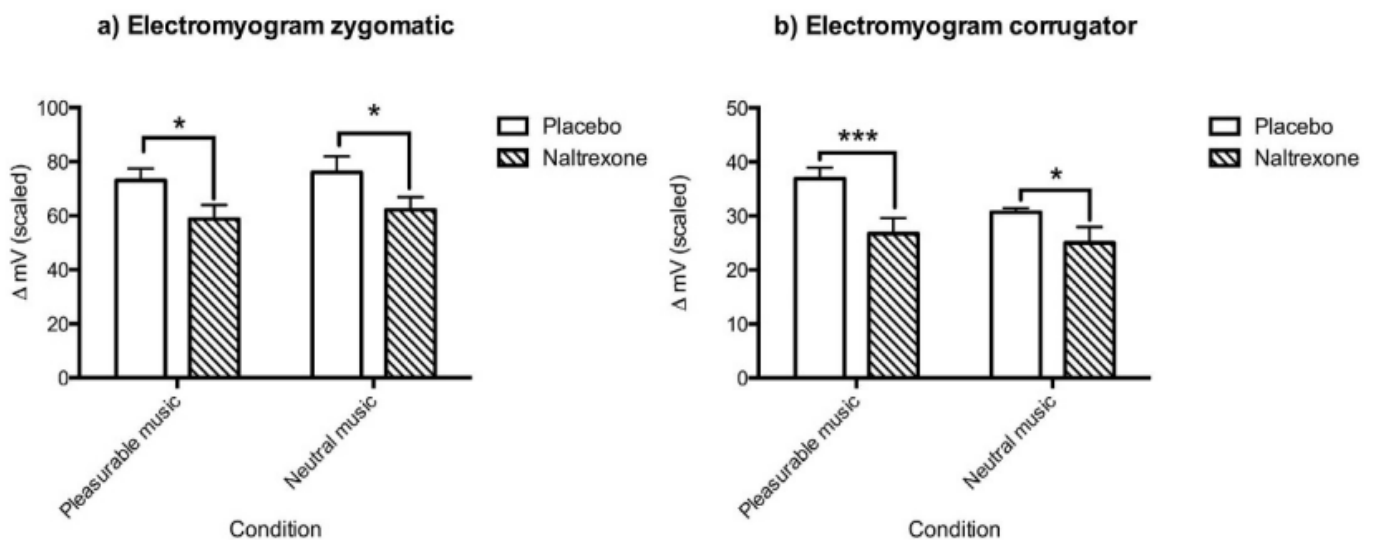 a) Electromyogram zygomatic
*
*
100
80
60
40
20
0
Δ mV (scaled)
Placebo
Naltrexone
Pleasurable music
Neutral music
Condition
b) Electromyogram corrugator
***
*
50
40
30
20
10
0
Δ mV (scaled)
Placebo
Naltrexone
Pleasurable music
Neutral music
Condition